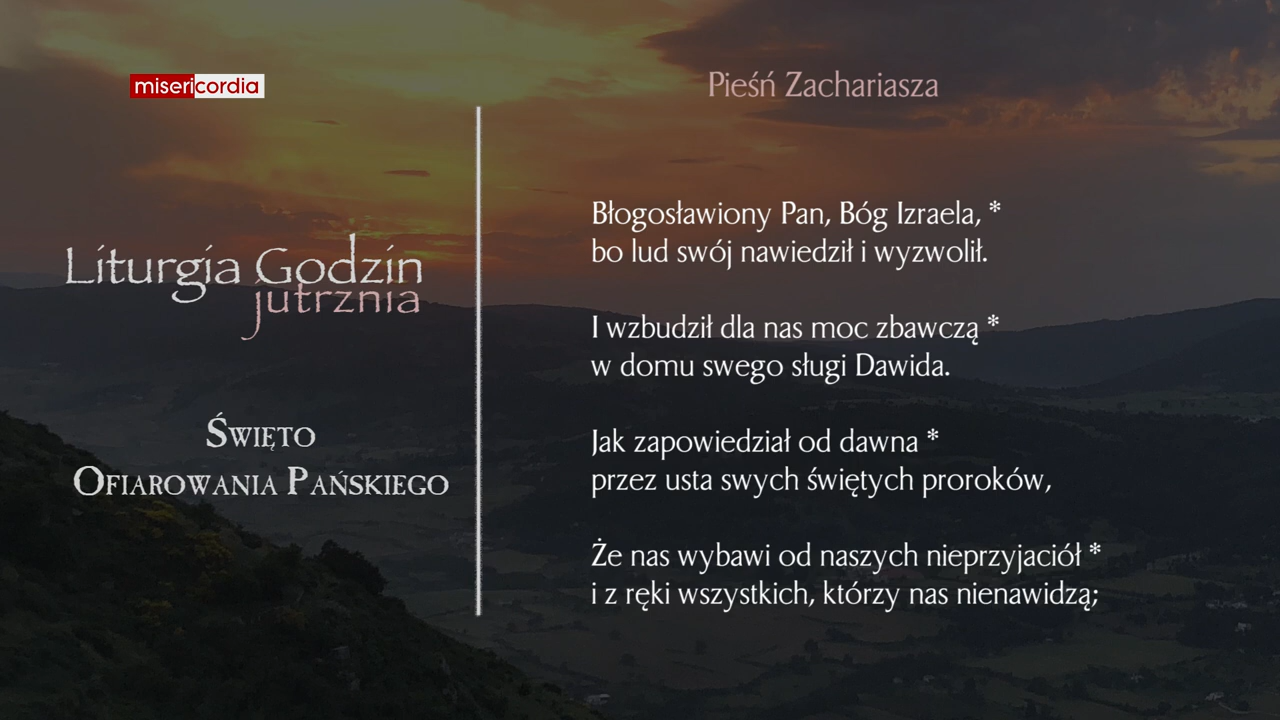 misericordia
Liturgia Godzin
jutrznia
Święto
Ofiarowania Pańskiego
Pieśń Zachariasza
Błogosławiony Pan, Bóg Izraela, *
bo lud swój nawiedził i wyzwolił.
I wzbudził dla nas moc zbawczą *
w domu swego sługi Dawida.
Jak zapowiedział od dawna *
przez usta swych świętych proroków,
Że nas wybawi od naszych nieprzyjaciół *
i z ręki wszystkich, którzy nas nienawidzą;